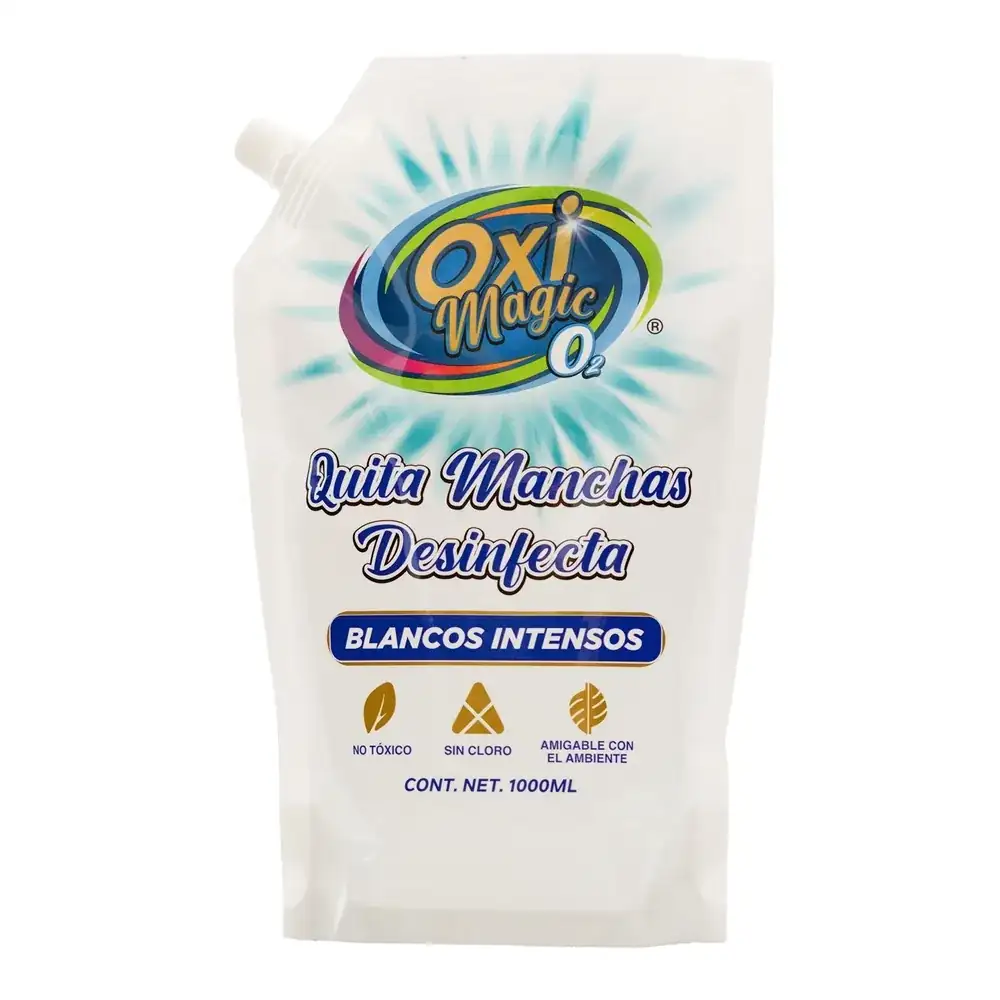 Oxi
Magic
O2
®
Quita Manchas
Desinfecta
BLANCOS INTENSOS
NO TÓXICO
SIN CLORO
AMIGABLE CON
EL AMBIENTE
CONT. NET. 1000ML